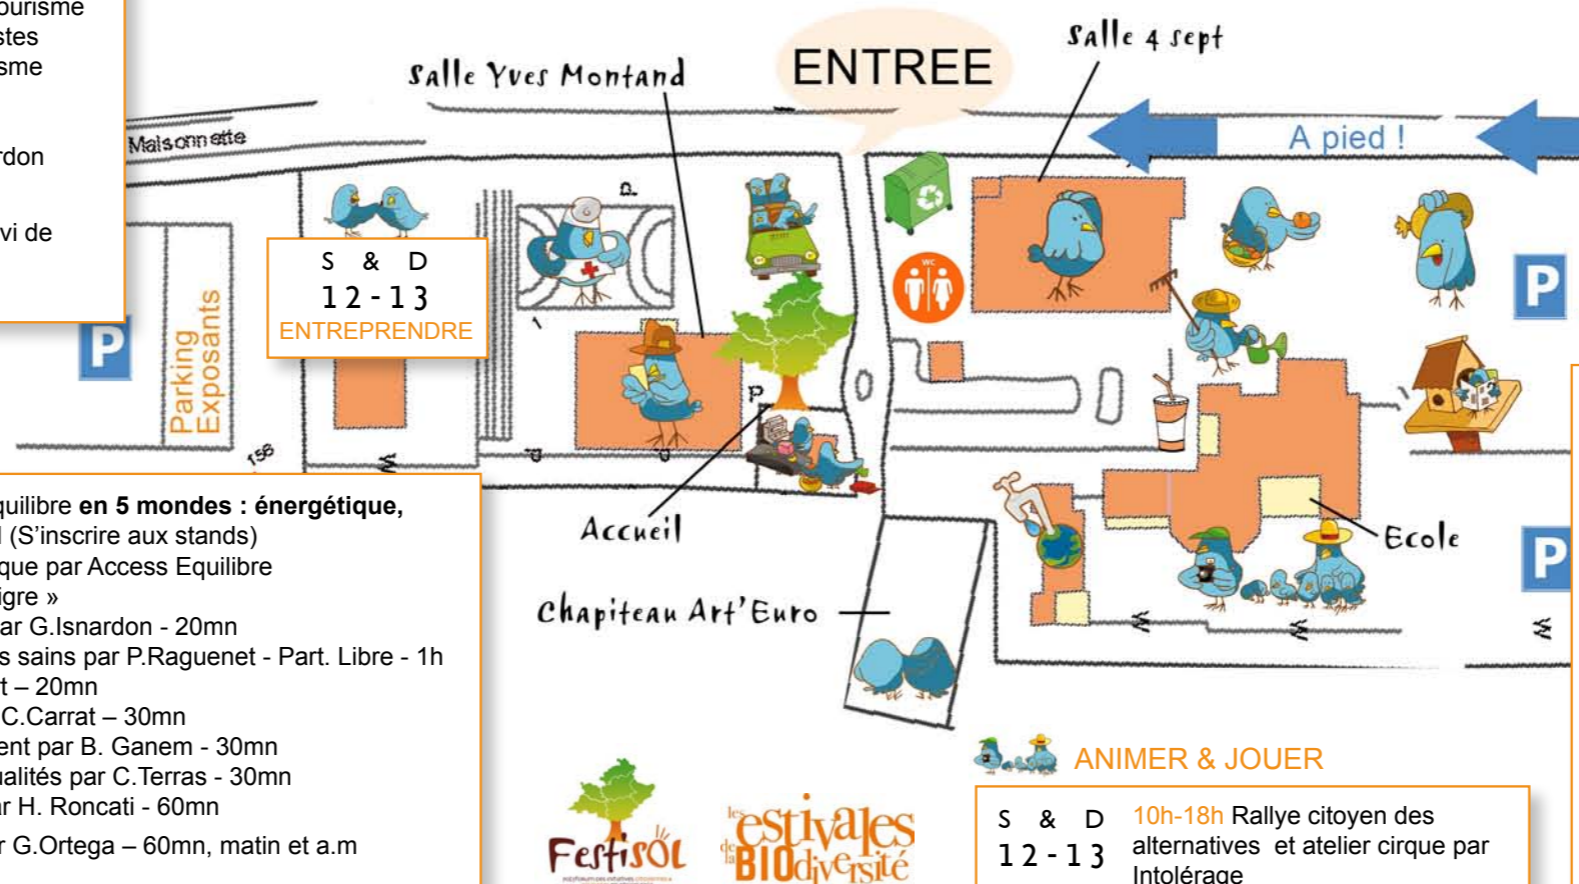 ourisme
stes
sme
rdon
vi de
Maisonnette
Salle Yves Montand
ENTREE
Salle 4 sept
A pied !
S & D
12-13
ENTREPRENDRE
WC
P
P
Parking
Exposants
156
P
Accueil
Ecole
P
Chapiteau Art'Euro
quilibre en 5 mondes : énergétique,
l (S'inscrire aux stands)
que par Access Equilibre
igre »
ar G.Isnardon - 20mn
s sains par P.Raguenet - Part. Libre - 1h
t – 20mn
C.Carrat – 30mn
ent par B. Ganem - 30mn
ualités par C.Terras - 30mn
ar H. Roncati - 60mn
r G.Ortega – 60mn, matin et a.m
FestiSOL
les estivales
de la BIOdiversité
ANIMER & JOUER
S & D
12-13
10h-18h Rallye citoyen des
alternatives et atelier cirque par
Intolérage